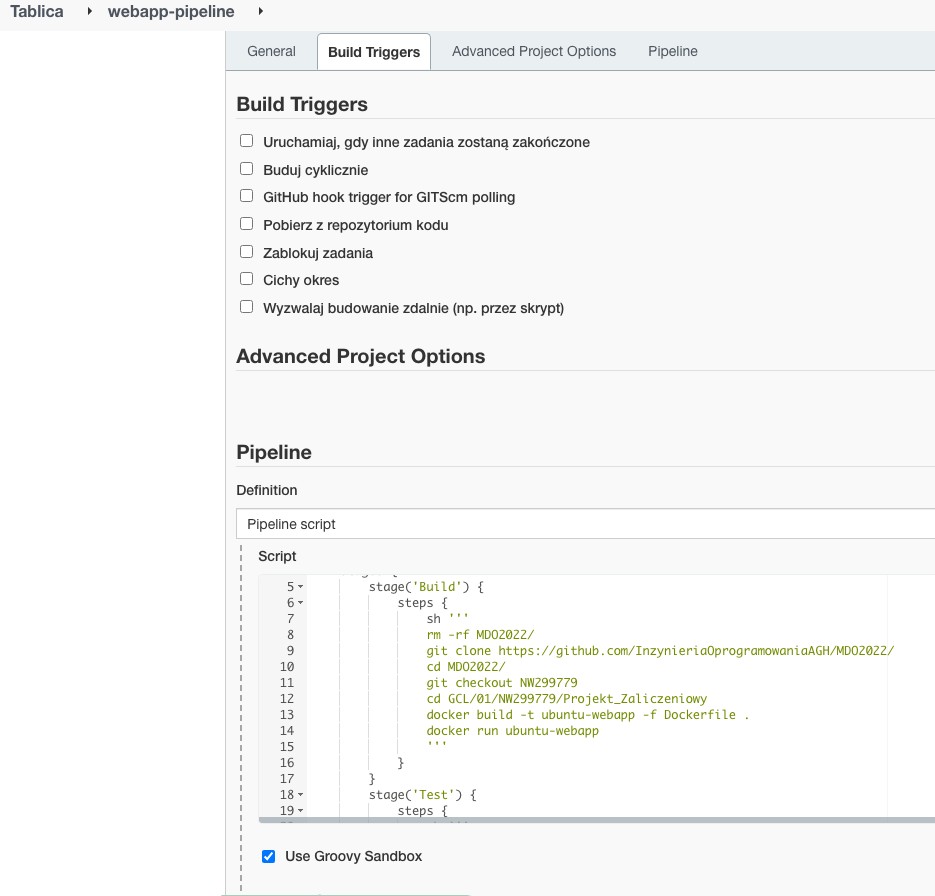 Tablica
webapp-pipeline
General
Build Triggers
Advanced Project Options
Pipeline
Build Triggers
Uruchamiaj, gdy inne zadania zostaną zakończone
Buduj cyklicznie
GitHub hook trigger for GITScm polling
Pobierz z repozytorium kodu
Zablokuj zadania
Cichy okres
Wyzwalaj budowanie zdalnie (np. przez skrypt)
Advanced Project Options
Pipeline
Definition
Pipeline script
Script
5 stage('Build') {
6 steps {
7 sh '''
8 rm -rf MDO2022/
9 git clone https://github.com/InzynieriaOprogramowaniaAGH/MDO2022/
10 cd MDO2022/
11 git checkout NW299779
12 cd GCL/01/NW299779/Projekt_Zaliczeniowy
13 docker build -t ubuntu-webapp -f Dockerfile .
14 docker run ubuntu-webapp
15 '''
16 }
17 }
18 stage('Test') {
19 steps {
Use Groovy Sandbox